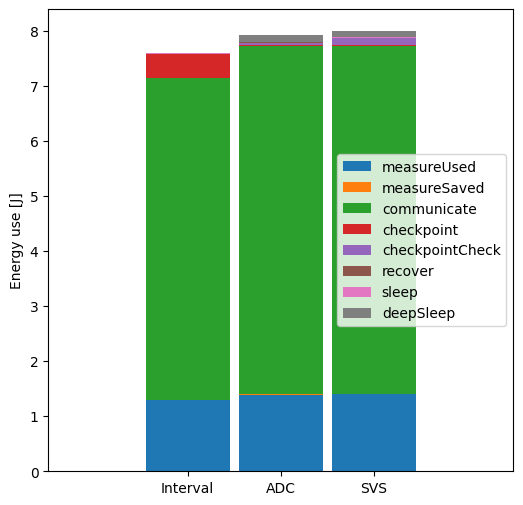 8
7
6
5
4
3
2
1
0
Energy use [J]
measureUsed
measureSaved
communicate
checkpoint
checkpointCheck
recover
sleep
deepSleep
Interval ADC SVS